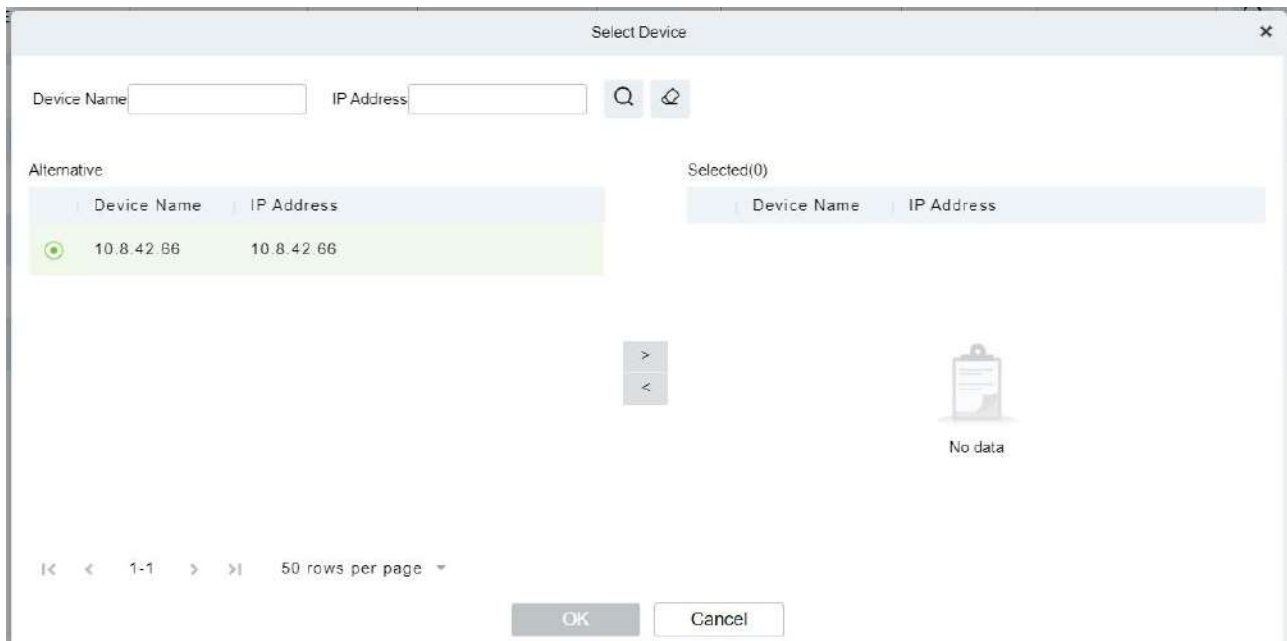 Select Device ×
Device Name IP Address
Alternative Selected(0)
Device Name IP Address Device Name IP Address
10.8.42.66 10.8.42.66
>
<
No data
|< < 1-1 > >| 50 rows per page
OK Cancel